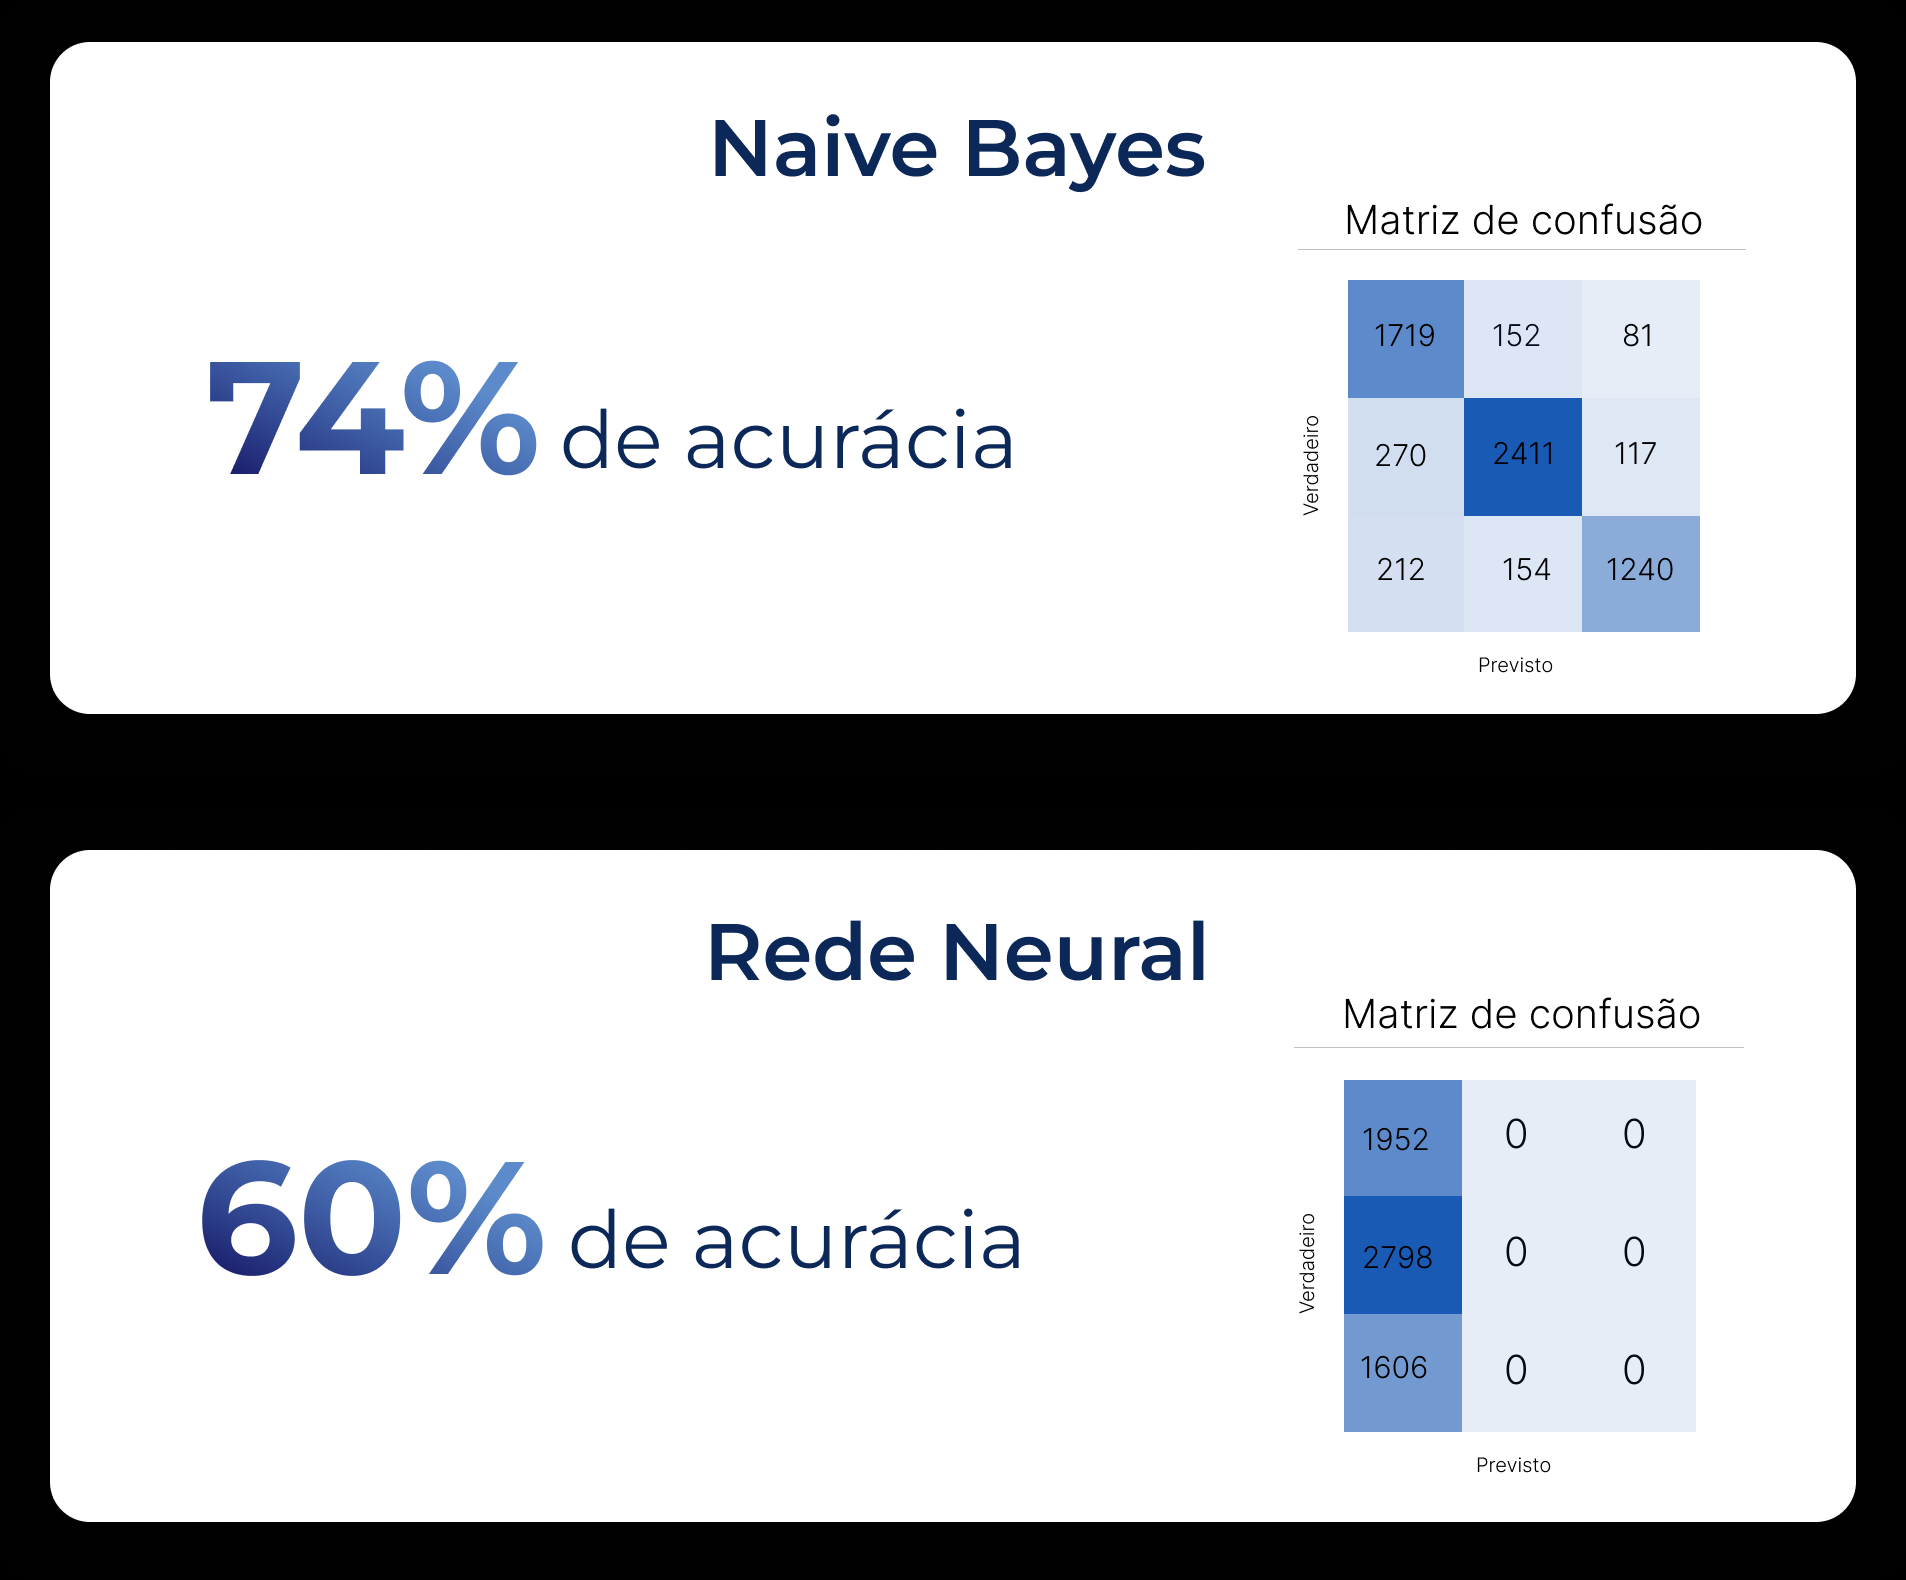 Naive Bayes
Matriz de confusão
74% de acurácia
Verdadeiro
1719 152 81
270 2411 117
212 154 1240
Previsto
Rede Neural
Matriz de confusão
60% de acurácia
Verdadeiro
1952 0 0
2798 0 0
1606 0 0
Previsto